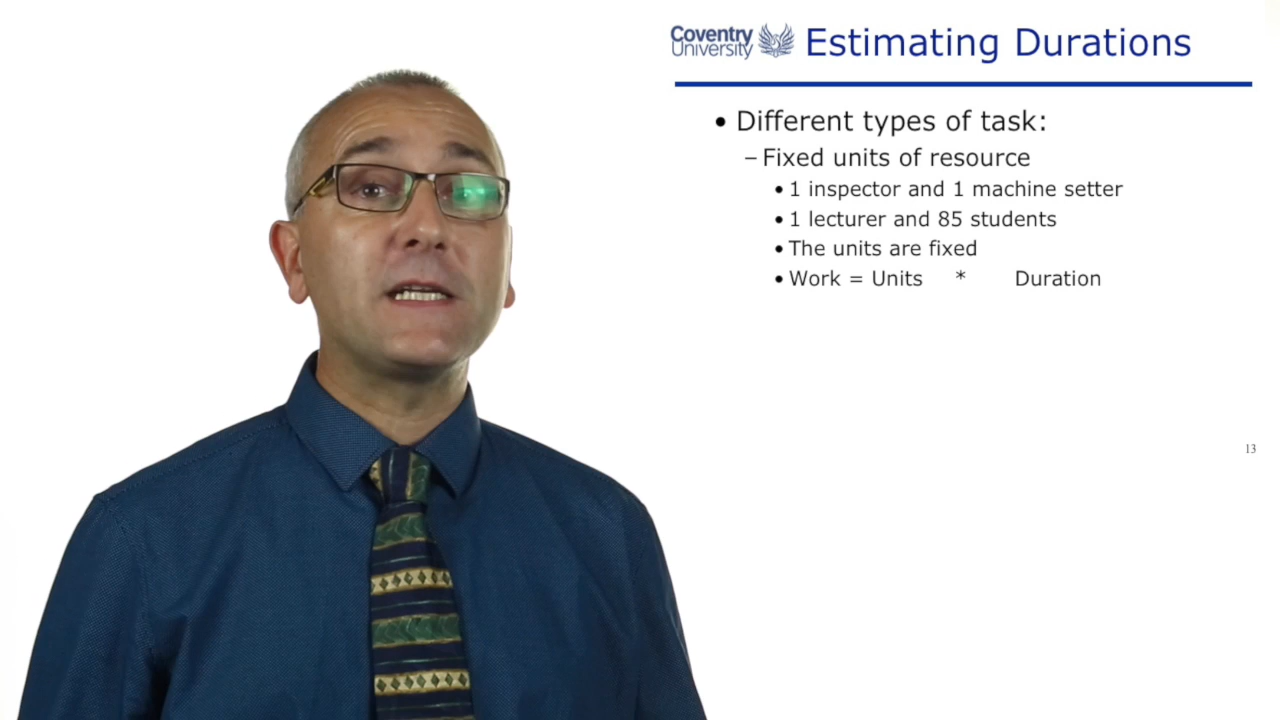 Coventry
University
Estimating Durations
• Different types of task:
– Fixed units of resource
• 1 inspector and 1 machine setter
• 1 lecturer and 85 students
• The units are fixed
• Work = Units * Duration
13